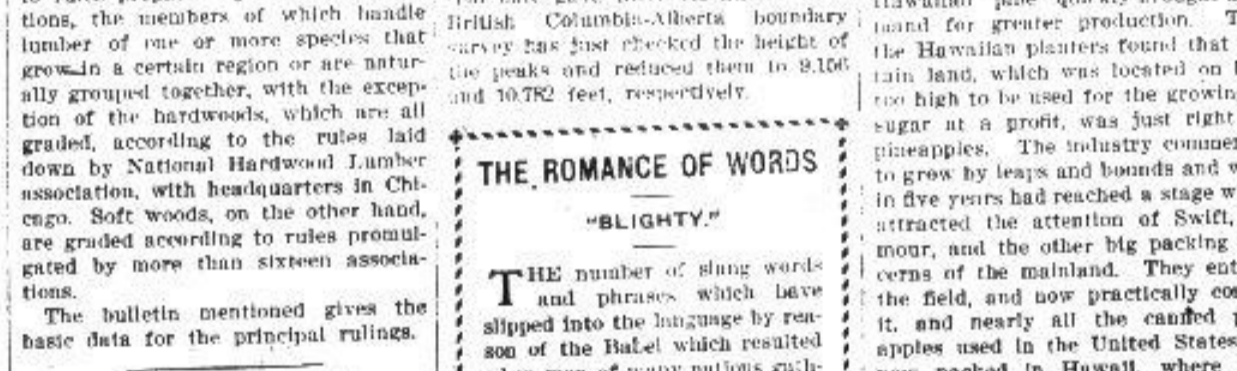 tions, the members of which handle
lumber of one or more species that
grow in a certain region or are natur-
ally grouped together, with the excep-
tion of the hardwoods, which are all
graded, according to the rules laid
down by National Hardwood Lumber
association, with headquarters in Chi-
cago. Soft woods, on the other hand,
are graded according to rules promul-
gated by more than sixteen associa-
tions.
The bulletin mentioned gives the
basic data for the principal rulings.
British Columbia-Alberta boundary
survey has just checked the height of
the peaks and reduced them to 9,156
and 10,782 feet, respectively.
THE ROMANCE OF WORDS
"BLIGHTY."
THE number of slang words
and phrases which have
slipped into the language by rea-
son of the Babel which resulted
of many nations gath-
mand for greater production.
the Hawaiian planters found that
tain land, which was located on
too high to be used for the growin
sugar at a profit, was just right
pineapples. The industry commen
to grow by leaps and bounds and w
in five years had reached a stage w
attracted the attention of Swift,
mour, and the other big packing
cerns of the mainland. They ent
the field, and now practically co
it, and nearly all the canned
apples used in the United States
packed in Hawaii, where